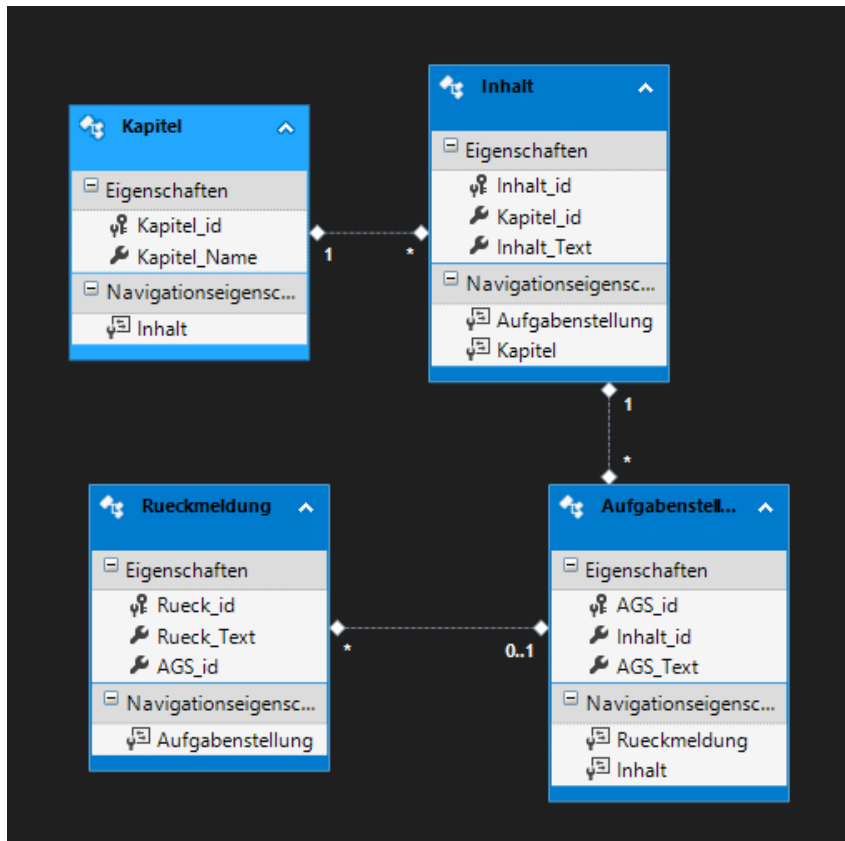 Kapitel
Eigenschaften
Kapitel_id
Kapitel_Name
Navigationseigensc...
Inhalt
1
*
Inhalt
Eigenschaften
Inhalt_id
Kapitel_id
Inhalt_Text
Navigationseigensc...
Aufgabenstellung
Kapitel
1
*
Rueckmeldung
Eigenschaften
Rueck_id
Rueck_Text
AGS_id
Navigationseigensc...
Aufgabenstellung
*
0..1
Aufgabenstell...
Eigenschaften
AGS_id
Inhalt_id
AGS_Text
Navigationseigensc...
Rueckmeldung
Inhalt